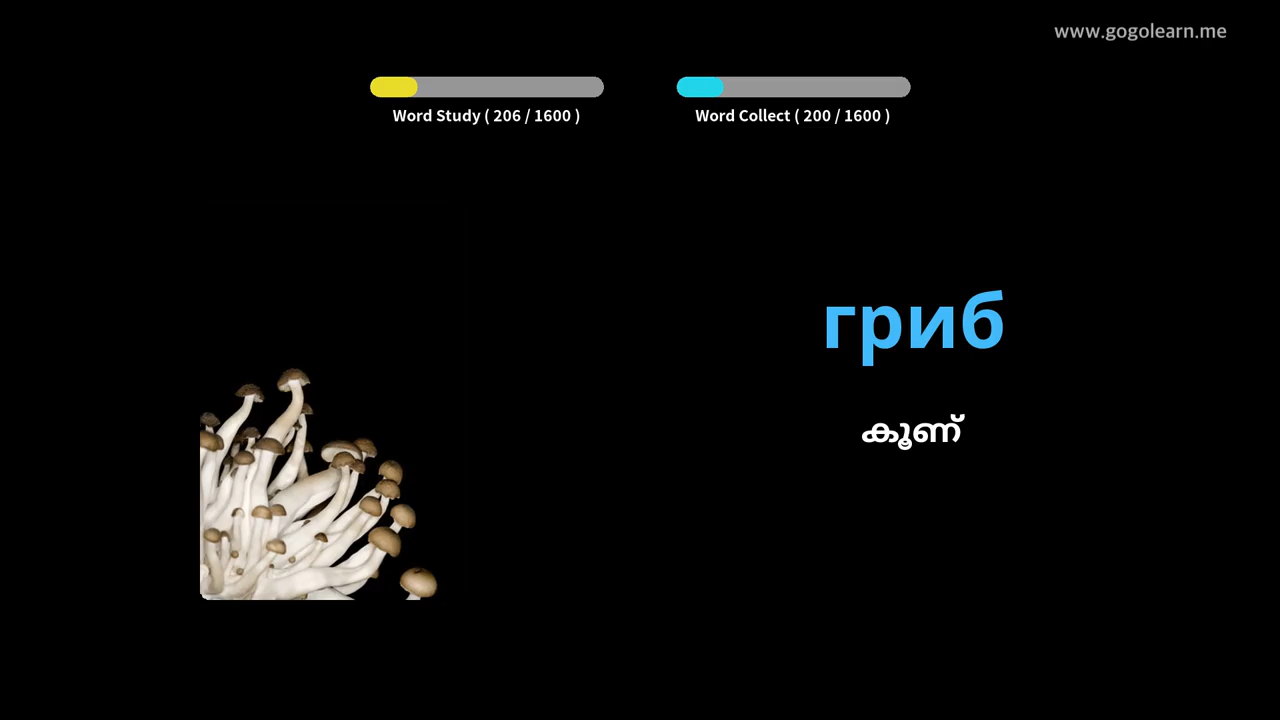 www.gogolearn.me
Word Study ( 206 / 1600 )
Word Collect ( 200 / 1600 )
гриб
കൂണ്